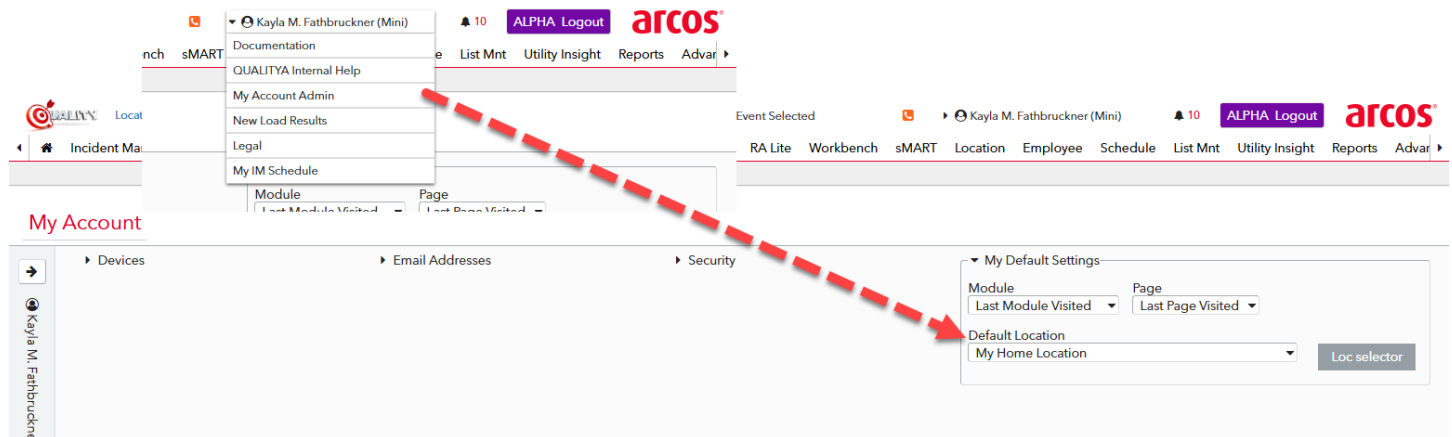 Kayla M. Fathbruckner (Mini)
10
ALPHA Logout
arcos
nch sMART e List Mnt Utility Insight Reports Advar
Documentation
QUALITYA Internal Help
My Account Admin
New Load Results
Legal
My IM Schedule
Module Page
Last Module Visited Last Page Visited
QUALITY Locat
Event Selected
Kayla M. Fathbruckner (Mini)
10
ALPHA Logout
arcos
Incident Ma
RA Lite Workbench sMART Location Employee Schedule List Mnt Utility Insight Reports Advar
My Account
Devices
Email Addresses
Security
My Default Settings
Module Page
Last Module Visited Last Page Visited
Default Location
My Home Location
Loc selector
Kayla M. Fathbruckne